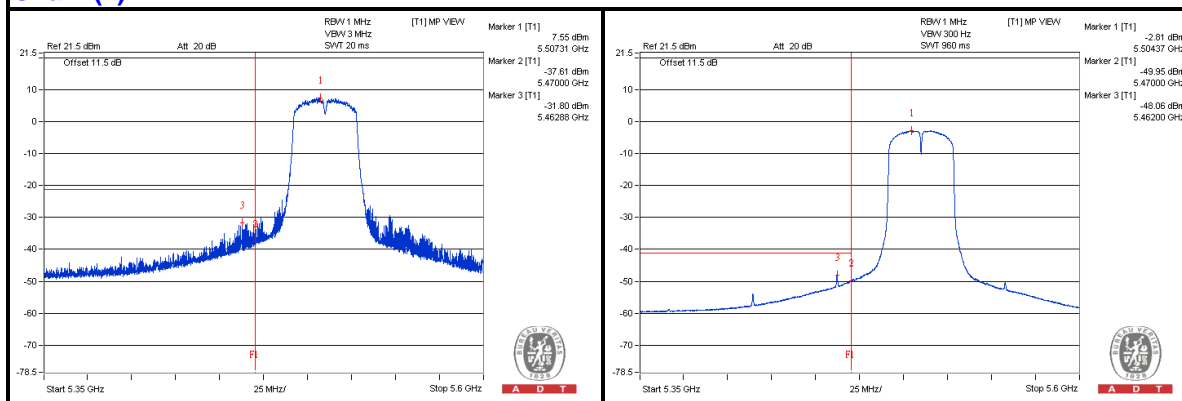 RBW 1 MHz
[T1] MP VIEW
VBW 3 MHz
SWT 20 ms
Ref 21.5 dBm
Att 20 dB
Offset 11.5 dB
Marker 1 [T1]
7.55 dBm
5.50731 GHz
Marker 2 [T1]
-37.61 dBm
5.47000 GHz
Marker 3 [T1]
-31.80 dBm
5.46288 GHz
21.5
10
0
-10
-20
-30
-40
-50
-60
-70
-78.5
1
3
2
F1
Start 5.35 GHz
25 MHz/
Stop 5.6 GHz
BUREAU VERITAS
1828
A D T
RBW 1 MHz
[T1] MP VIEW
VBW 300 Hz
SWT 960 ms
Ref 21.5 dBm
Att 20 dB
Offset 11.5 dB
Marker 1 [T1]
-2.81 dBm
5.50437 GHz
Marker 2 [T1]
-49.95 dBm
5.47000 GHz
Marker 3 [T1]
-48.06 dBm
5.46200 GHz
21.5
10
0
-10
-20
-30
-40
-50
-60
-70
-78.5
1
3
2
F1
Start 5.35 GHz
25 MHz/
Stop 5.6 GHz
BUREAU VERITAS
1828
A D T